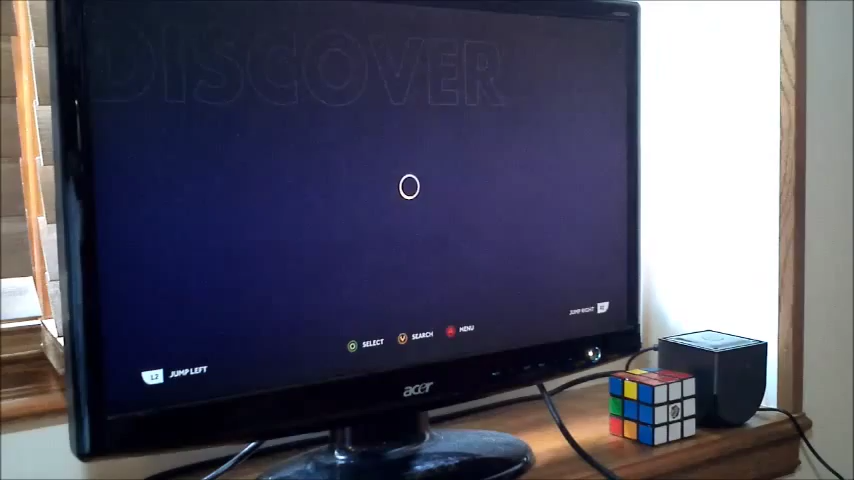 DISCOVER
JUMP RIGHT
O SELECT Y SEARCH A MENU
L2 JUMP LEFT
acer